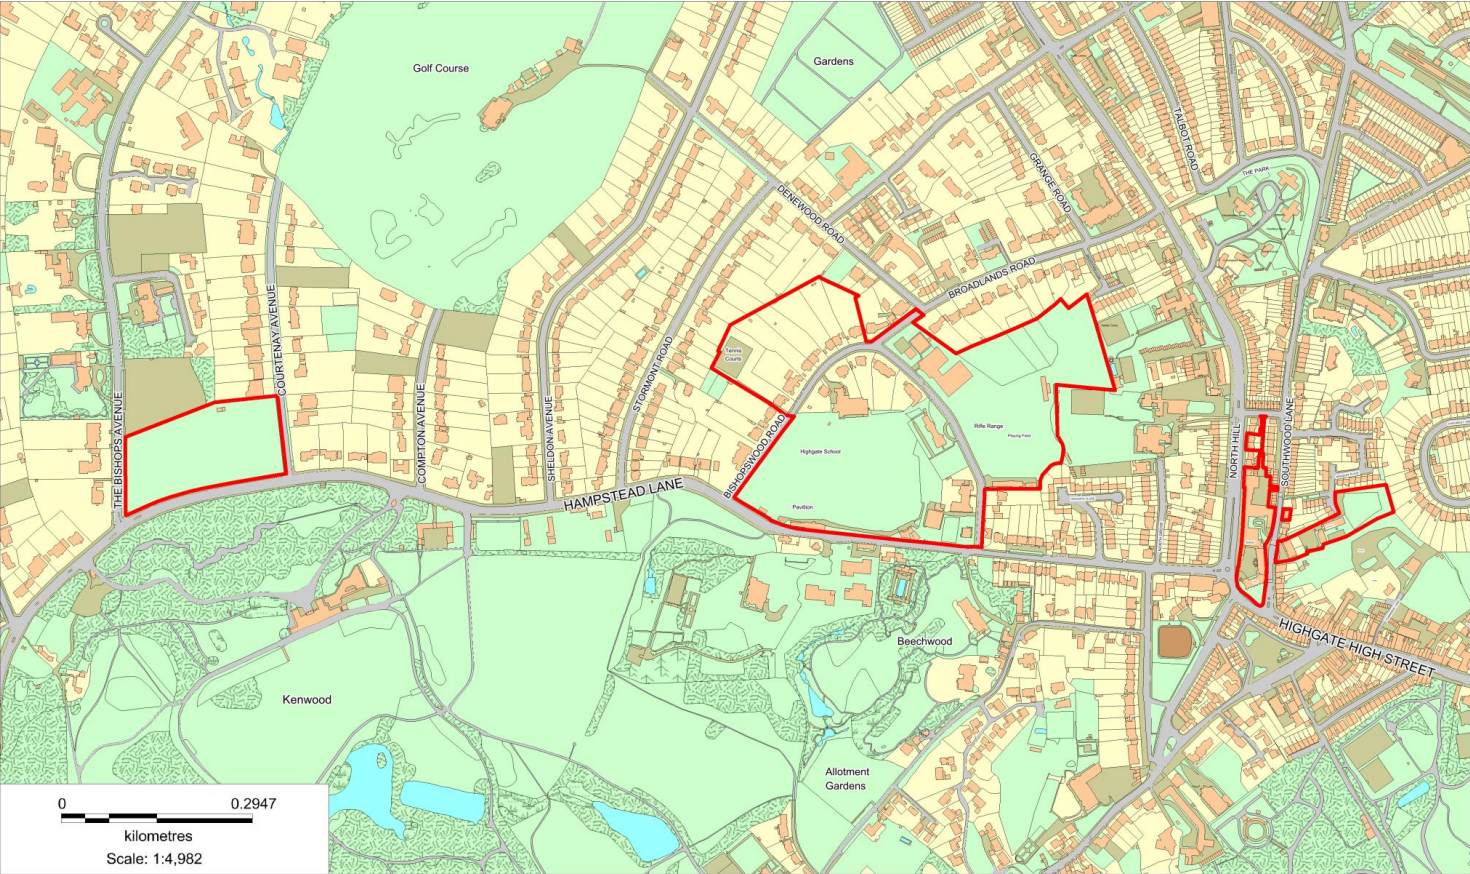 Golf Course
Gardens
TALBOT ROAD
THE PARK
GRANGE ROAD
DENEWOOD ROAD
BROADLANDS ROAD
COURTENAY AVENUE
STORMONT ROAD
Tennis
Courts
THE BISHOPS AVENUE
COMPTON AVENUE
SHELDON AVENUE
BISHOPSWOOD ROAD
Rifle Range
Playing Field
NORTH HILL
SOUTHWOOD LANE
Highgate School
HAMPSTEAD LANE
Pavilion
HIGHGATE HIGH STREET
Beechwood
Kenwood
Allotment
Gardens
0 0.2947
kilometres
Scale: 1:4,982